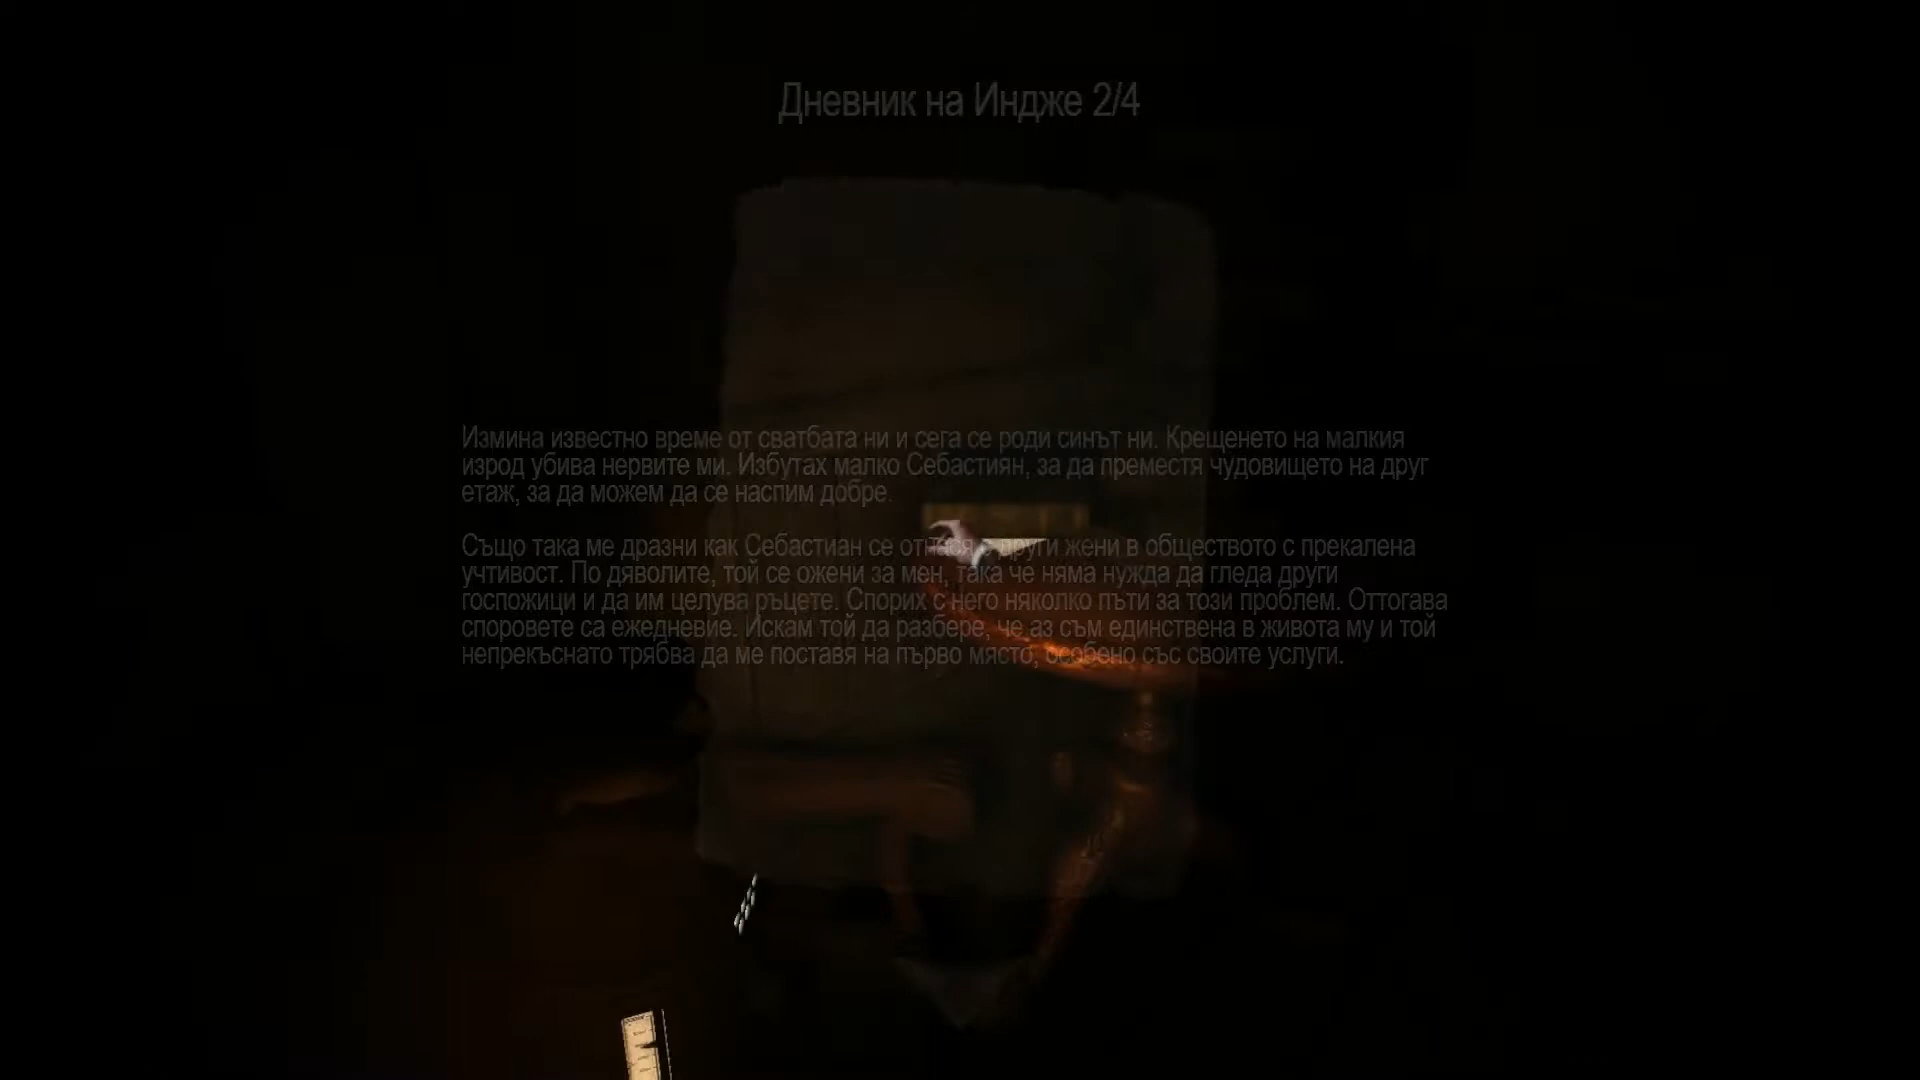 Дневник на Индже 2/4
Измина известно време от сватбата ни и сега се роди синът ни. Крещенето на малкия
изрод убива нервите ми. Избутах малко Себастиян, за да преместя чудовището на друг
етаж, за да можем да се наспим добре.
Също така ме дразни как Себастиан се към други жени в обществото с прекалена
учтивост. По дяволите, той се ожени за мен, така че няма нужда да гледа други
госпожици и да им целува ръцете. Спорих с него няколко пъти за този проблем. Оттогава
споровете са ежедневие. Искам той да разбере, че аз съм единствена в живота му и той
непрекъснато трябва да ме поставя на първо място, особено със своите услуги.